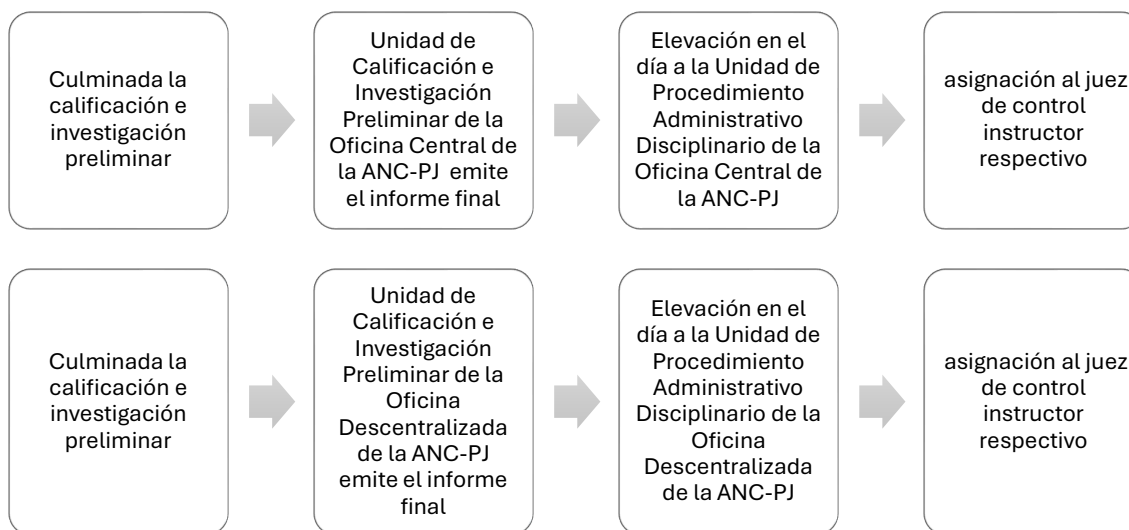 Culminada la
calificación e
investigación
preliminar
Unidad de
Calificación e
Investigación
Preliminar de la
Oficina Central de
la ANC-PJ emite
el informe final
Elevación en el
día a la Unidad de
Procedimiento
Administrativo
Disciplinario de la
Oficina Central de
la ANC-PJ
asignación al juez
de control
instructor
respectivo
Culminada la
calificación e
investigación
preliminar
Unidad de
Calificación e
Investigación
Preliminar de la
Oficina
Descentralizada
de la ANC-PJ
emite el informe
final
Elevación en el
día a la Unidad de
Procedimiento
Administrativo
Disciplinario de la
Oficina
Descentralizada
de la ANC-PJ
asignación al juez
de control
instructor
respectivo